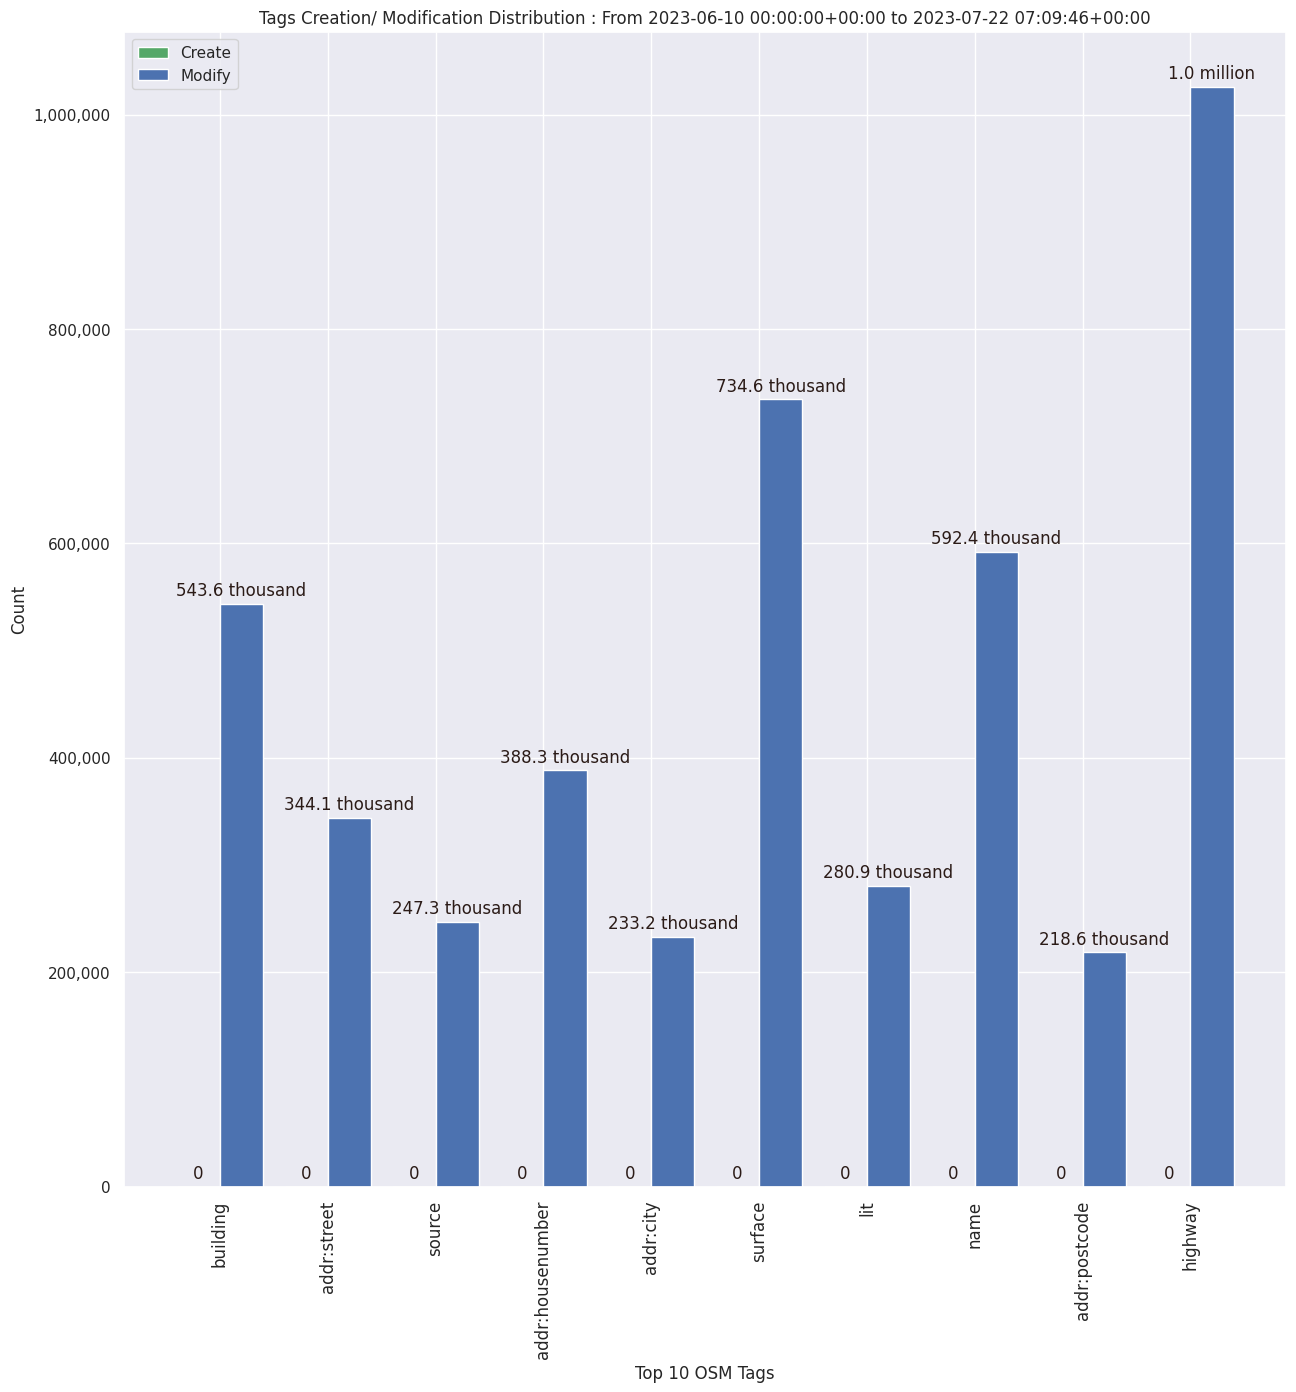 Tags Creation/ Modification Distribution : From 2023-06-10 00:00:00+00:00 to 2023-07-22 07:09:46+00:00
Create
Modify
1.0 million
1,000,000
800,000
734.6 thousand
592.4 thousand
600,000
543.6 thousand
Count
388.3 thousand
400,000
344.1 thousand
280.9 thousand
247.3 thousand
233.2 thousand
218.6 thousand
200,000
0 0 0 0 0 0 0 0 0 0
0
building
addr:street
source
addr:housenumber
addr:city
surface
lit
name
addr:postcode
highway
Top 10 OSM Tags